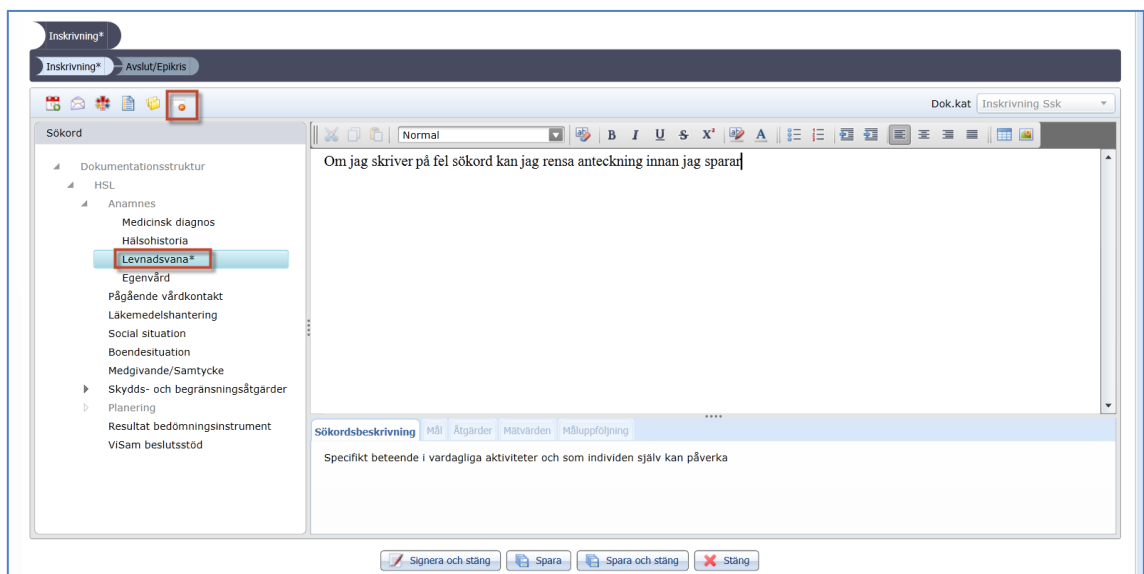 Inskrivning*
Inskrivning* Avslut/Epikris
Dok.kat Inskrivning Ssk
Sökord
Normal B I U S X² A
Dokumentationsstruktur
HSL
Anamnes
Medicinsk diagnos
Hälsohistoria
Levnadsvana*
Egenvård
Pågående vårdkontakt
Läkemedelshantering
Social situation
Boendesituation
Medgivande/Samtycke
Skydds- och begränsningsåtgärder
Planering
Resultat bedömningsinstrument
ViSam beslutsstöd
Om jag skriver på fel sökord kan jag rensa anteckning innan jag sparar
Sökordsbeskrivning Mål Åtgärder Mätvärden Måluppföljning
Specifikt beteende i vardagliga aktiviteter och som individen själv kan påverka
Signera och stäng Spara Spara och stäng Stäng